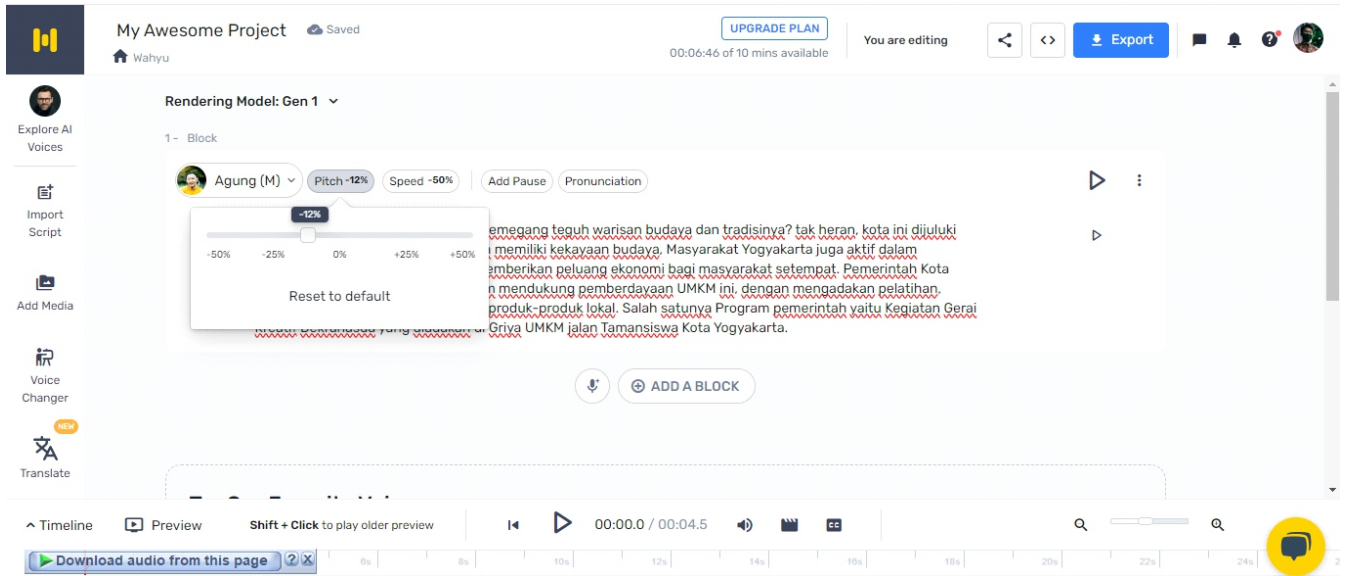 My Awesome Project
Saved
UPGRADE PLAN
Wahyu
00:06:46 of 10 mins available
You are editing
Export
Explore AI
Voices
Import
Script
Add Media
Voice
Changer
NEW
Translate
Rendering Model: Gen 1
1 - Block
Agung (M)
Pitch -12%
Speed -50%
Add Pause
Pronunciation
-12%
-50% -25% 0% +25% +50%
Reset to default
emegang teguh warisan budaya dan tradisinya? tak heran, kota ini dijuluki
memiliki kekayaan budaya, Masyarakat Yogyakarta juga aktif dalam
emberikan peluang ekonomi bagi masyarakat setempat. Pemerintah Kota
mendukung pemberdayaan UMKM ini, dengan mengadakan pelatihan,
produk-produk lokal. Salah satunya Program pemerintah yaitu Kegiatan Gerai
Griya UMKM jalan Tamansiswa Kota Yogyakarta.
ADD A BLOCK
Timeline
Preview
Shift + Click to play older preview
00:00.0 / 00:04.5
CC
Download audio from this page ? X
6s 8s 10s 12s 14s 16s 18s 20s 22s 24s